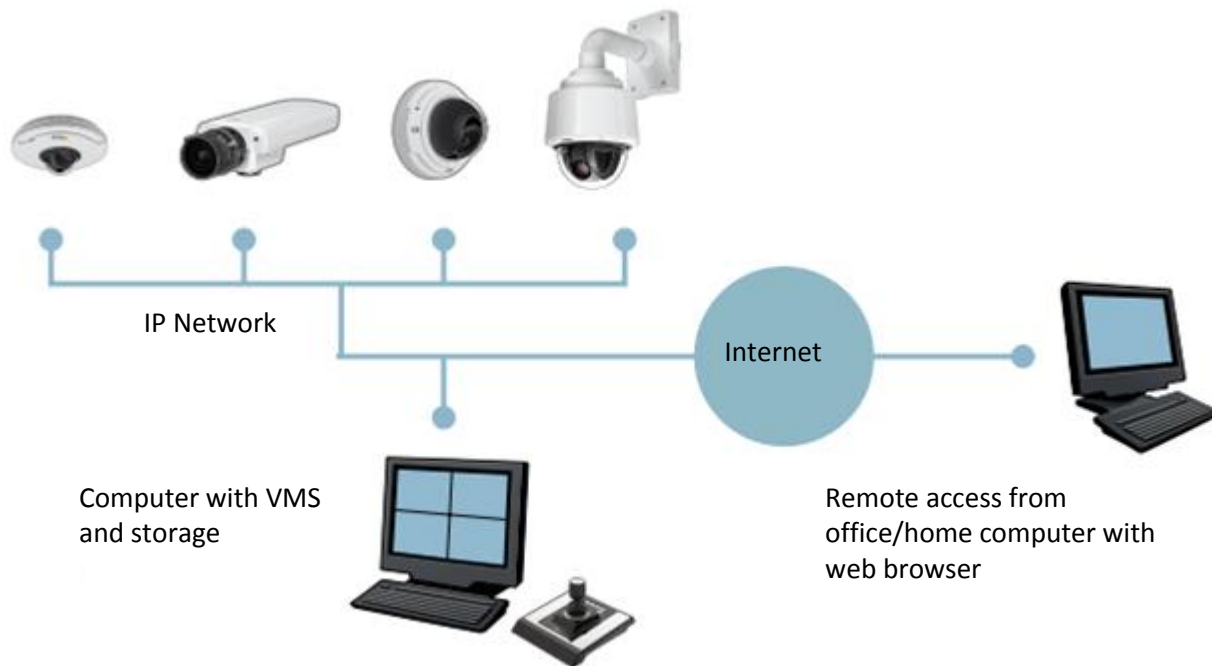 IP Network
Internet
Computer with VMS
and storage
Remote access from
office/home computer with
web browser